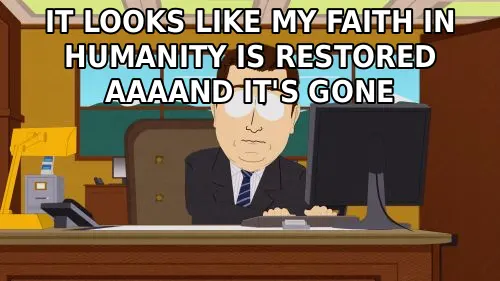 IT LOOKS LIKE MY FAITH IN
HUMANITY IS RESTORED
AAAAND IT'S GONE